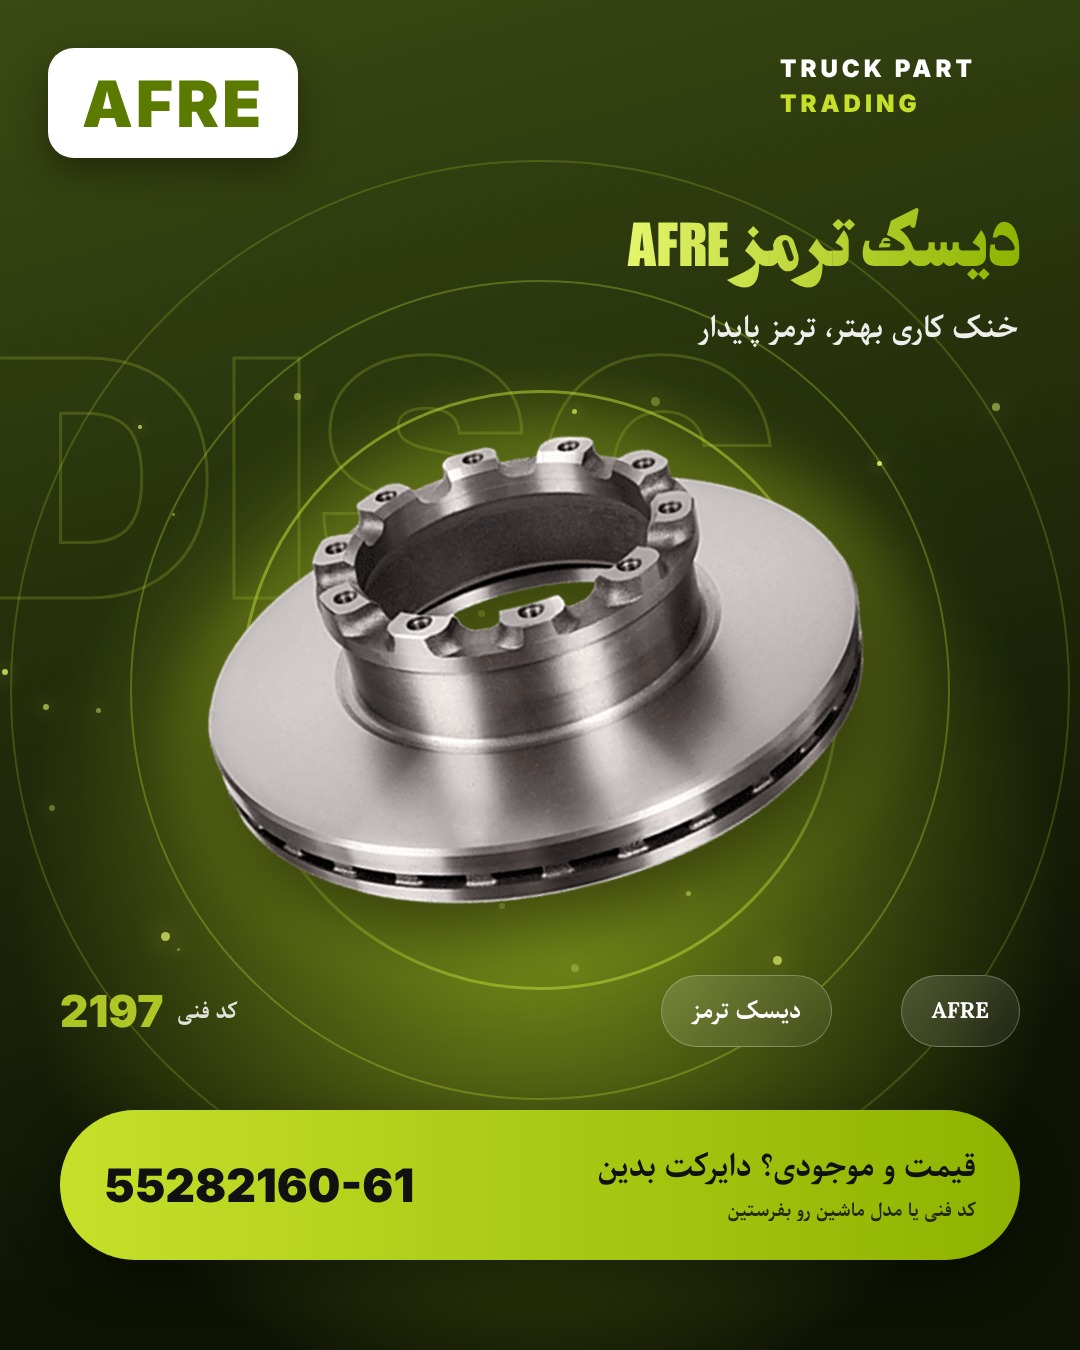 AFRE
TRUCK PART
TRADING
دیسک ترمز AFRE
خنک کاری بهتر، ترمز پایدار
Disc
AFRE
دیسک ترمز
کد فنی 2197
قیمت و موجودی؟ دایرکت بدین
کد فنی یا مدل ماشین رو بفرستین
55282160-61